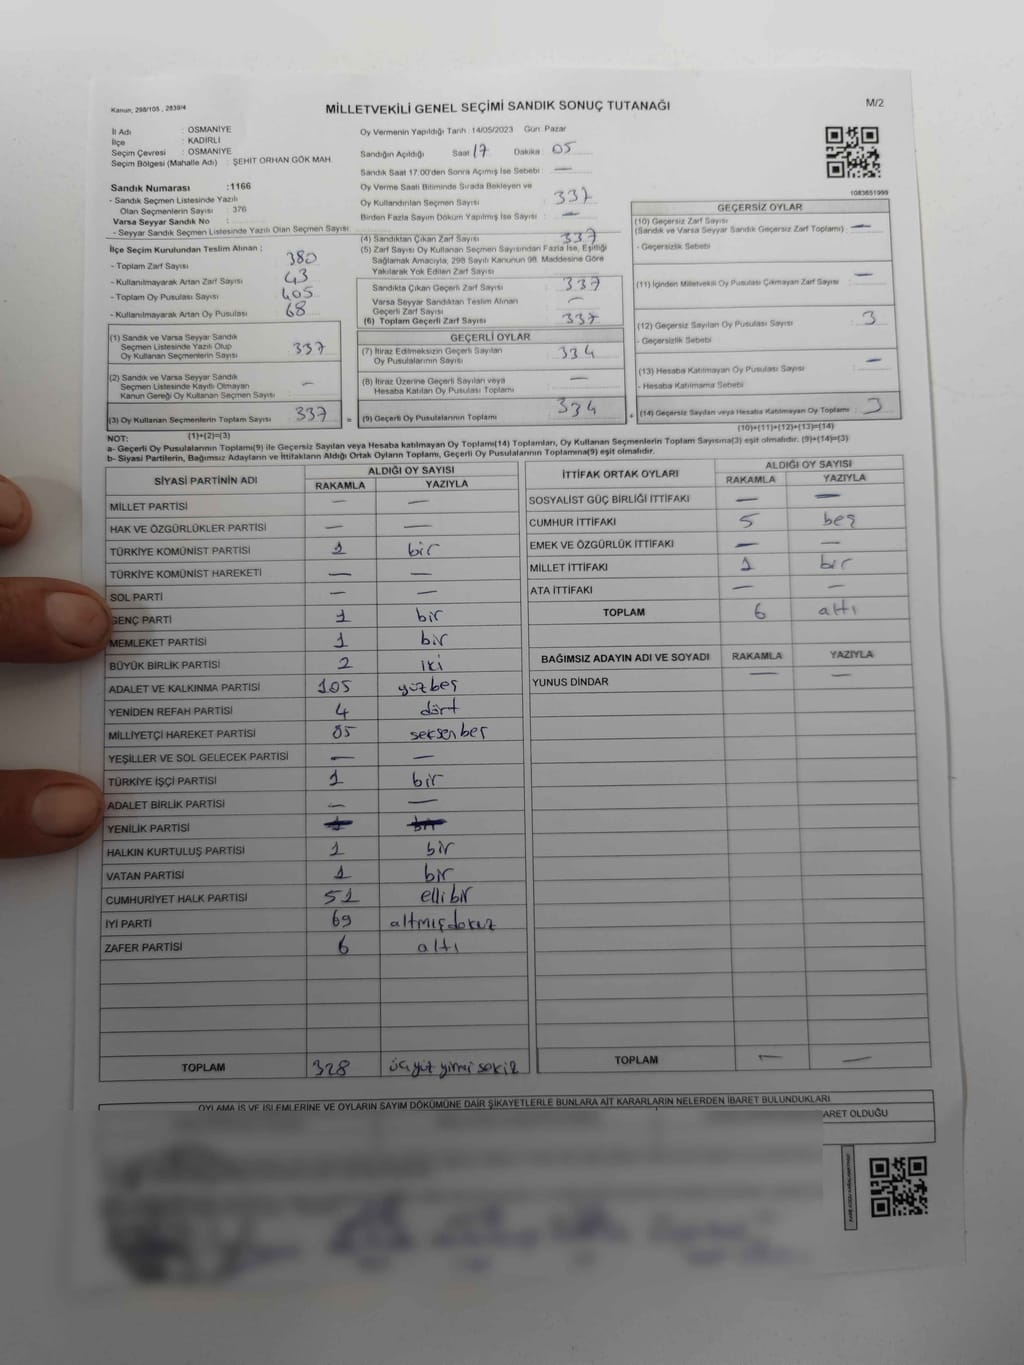 Kanun, 298/105 , 2839/4
MİLLETVEKİLİ GENEL SEÇİMİ SANDIK SONUÇ TUTANAĞI
M/2
İl Adı : OSMANİYE
İlçe : KADİRLİ
Seçim Çevresi : OSMANİYE
Seçim Bölgesi (Mahalle Adı) : ŞEHİT ORHAN GÖK MAH.
Sandık Numarası :1166
- Sandık Seçmen Listesinde Yazılı
Olan Seçmenlerin Sayısı : 376
Varsa Seyyar Sandık No :
- Seyyar Sandık Seçmen Listesinde Yazılı Olan Seçmen Sayısı:
Oy Vermenin Yapıldığı Tarih :14/05/2023 Gün: Pazar
Sandığın Açıldığı Saat :17 Dakika : 05
Sandık Saat 17.00'den Sonra Açımış İse Sebebi : —
Oy Verme Saati Bitiminde Sırada Bekleyen ve
Oy Kullandırılan Seçmen Sayısı : 337
Birden Fazla Sayım Döküm Yapılmış İse Sayısı : —
1083651999
İlçe Seçim Kurulundan Teslim Alınan ;
- Toplam Zarf Sayısı : 380
- Kullanılmayarak Artan Zarf Sayısı : 43
- Toplam Oy Pusulası Sayısı : 405
- Kullanılmayarak Artan Oy Pusulası : 68
(4) Sandıktan Çıkan Zarf Sayısı : 337
(5) Zarf Sayısı Oy Kullanan Seçmen Sayısından Fazla İse, Eşitliği
Sağlamak Amacıyla, 298 Sayılı Kanunun 98. Maddesine Göre
Yakılarak Yok Edilen Zarf Sayısı :
Sandıkta Çıkan Geçerli Zarf Sayısı : 337
Varsa Seyyar Sandıktan Teslim Alınan
Geçerli Zarf Sayısı : —
(6) Toplam Geçerli Zarf Sayısı : 337
GEÇERSİZ OYLAR
(10) Geçersiz Zarf Sayısı
(Sandık ve Varsa Seyyar Sandık Geçersiz Zarf Toplamı) : —
- Geçersizlik Sebebi
(11) İçinden Milletvekili Oy Pusulası Çıkmayan Zarf Sayısı : —
(12) Geçersiz Sayılan Oy Pusulası Sayısı : 3
- Geçersizlik Sebebi
(13) Hesaba Katılmayan Oy Pusulası Sayısı : —
- Hesaba Katılmama Sebebi
(14) Geçersiz Sayılan veya Hesaba Katılmayan Oy Toplamı : 3
(10)+(11)+(12)+(13)=(14)
(1) Sandık ve Varsa Seyyar Sandık
Seçmen Listesinde Yazılı Olup
Oy Kullanan Seçmenlerin Sayısı : 337
(2) Sandık ve Varsa Seyyar Sandık
Seçmen Listesinde Kayıtlı Olmayan
Kanun Gereği Oy Kullanan Seçmen Sayısı : —
(3) Oy Kullanan Seçmenlerin Toplam Sayısı : 337 =
(1)+(2)=(3)
GEÇERLİ OYLAR
(7) İtiraz Edilmeksizin Geçerli Sayılan
Oy Pusulalarının Sayısı : 334
(8) İtiraz Üzerine Geçerli Sayılan veya
Hesaba Katılan Oy Pusulası Toplamı : —
(9) Geçerli Oy Pusulalarının Toplamı : 334 +
NOT:
a- Geçerli Oy Pusulalarının Toplamı(9) ile Geçersiz Sayılan veya Hesaba katılmayan Oy Toplamı(14) Toplamları, Oy Kullanan Seçmenlerin Toplam Sayısına(3) eşit olmalıdır. (9)+(14)=(3)
b- Siyasi Partilerin, Bağımsız Adayların ve İttifakların Aldığı Ortak Oyların Toplamı, Geçerli Oy Pusulalarının Toplamına(9) eşit olmalıdır.
SİYASİ PARTİNİN ADI ALDIĞI OY SAYISI
RAKAMLA YAZIYLA
MİLLET PARTİSİ — —
HAK VE ÖZGÜRLÜKLER PARTİSİ — —
TÜRKİYE KOMÜNİST PARTİSİ 1 bir
TÜRKİYE KOMÜNİST HAREKETİ — —
SOL PARTİ — —
GENÇ PARTİ 1 bir
MEMLEKET PARTİSİ 1 bir
BÜYÜK BİRLİK PARTİSİ 2 iki
ADALET VE KALKINMA PARTİSİ 105 yüzbeş
YENİDEN REFAH PARTİSİ 4 dört
MİLLİYETÇİ HAREKET PARTİSİ 85 seksenbeş
YEŞİLLER VE SOL GELECEK PARTİSİ — —
TÜRKİYE İŞÇİ PARTİSİ 1 bir
ADALET BİRLİK PARTİSİ — —
YENİLİK PARTİSİ
HALKIN KURTULUŞ PARTİSİ 1 bir
VATAN PARTİSİ 1 bir
CUMHURİYET HALK PARTİSİ 51 ellibir
İYİ PARTİ 69 altmışdokuz
ZAFER PARTİSİ 6 altı
TOPLAM 328 üçyüz yirmi sekiz
İTTİFAK ORTAK OYLARI ALDIĞI OY SAYISI
RAKAMLA YAZIYLA
SOSYALİST GÜÇ BİRLİĞİ İTTİFAKI — —
CUMHUR İTTİFAKI 5 beş
EMEK VE ÖZGÜRLÜK İTTİFAKI — —
MİLLET İTTİFAKI 1 bir
ATA İTTİFAKI — —
TOPLAM 6 altı
BAĞIMSIZ ADAYIN ADI VE SOYADI RAKAMLA YAZIYLA
YUNUS DİNDAR — —
TOPLAM — —
OYLAMA İŞ VE İŞLEMLERİNE VE OYLARIN SAYIM DÖKÜMÜNE DAİR ŞİKAYETLERLE BUNLARA AİT KARARLARIN NELERDEN İBARET BULUNDUKLARI
ARET OLDUĞU